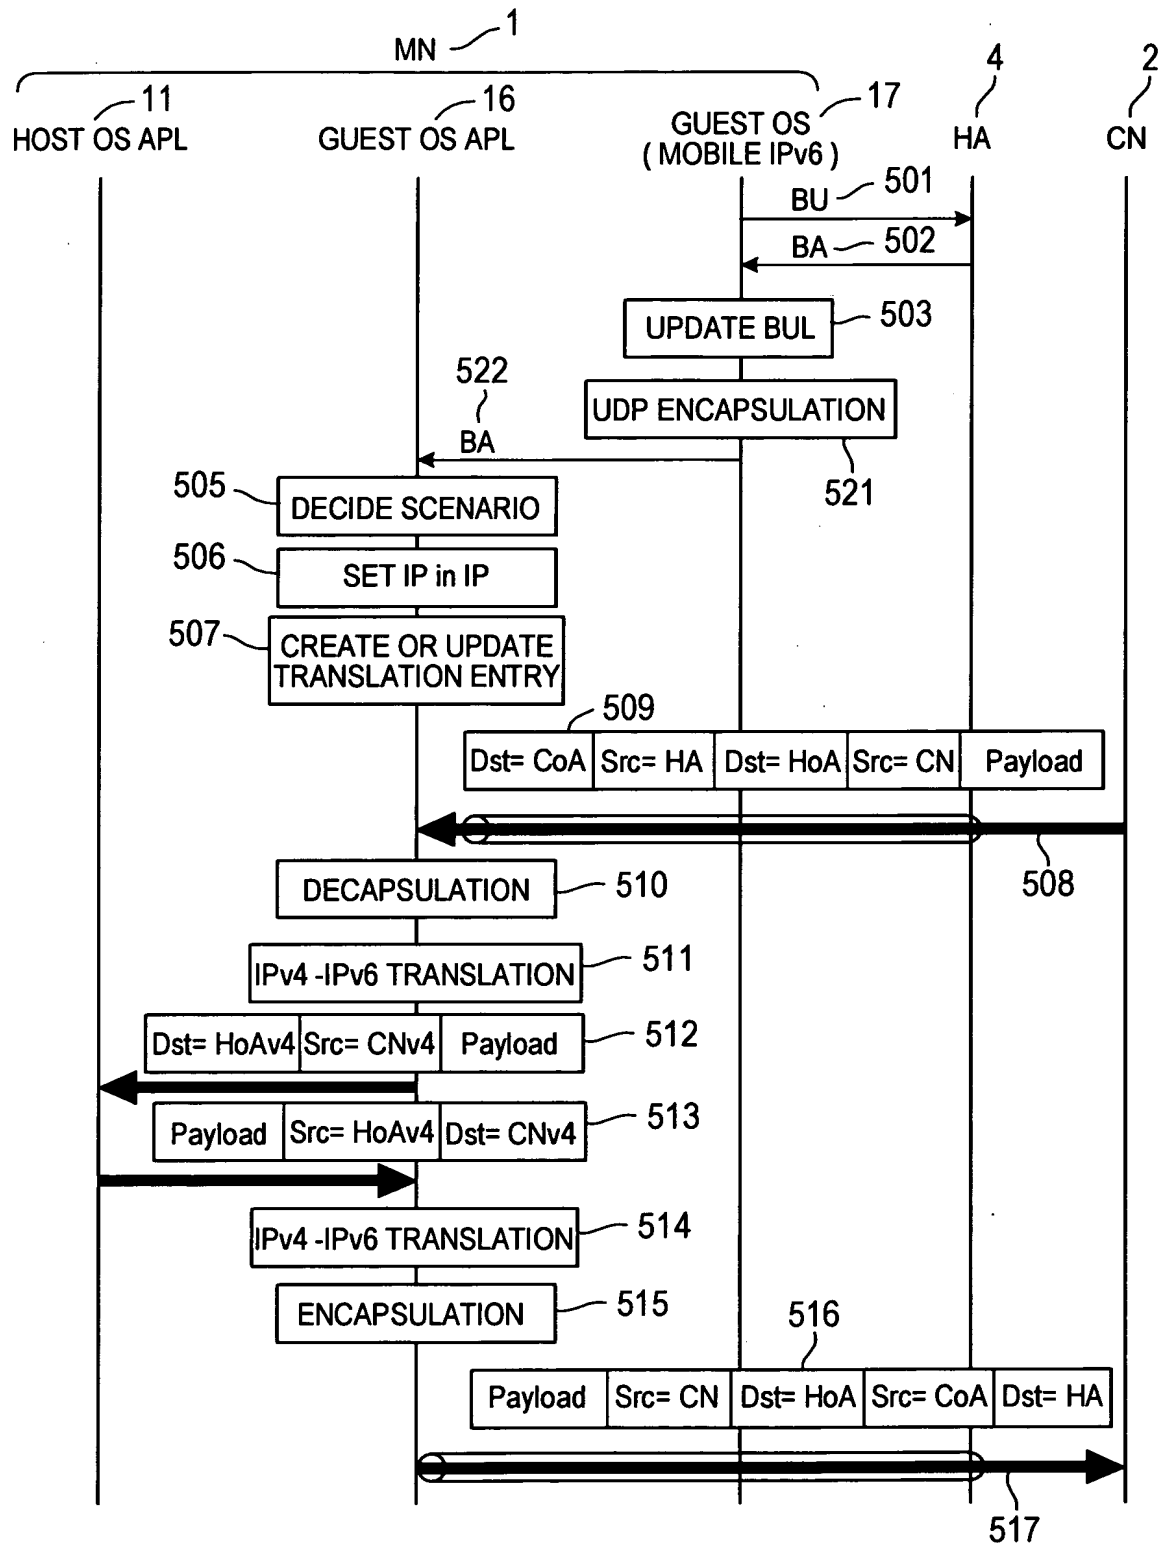 MN 1
HOST OS APL 11
GUEST OS APL 16
GUEST OS
( MOBILE IPv6 ) 17
HA 4
CN 2
BU 501
BA 502
UPDATE BUL 503
UDP ENCAPSULATION
521
522
BA
505 DECIDE SCENARIO
506 SET IP in IP
507 CREATE OR UPDATE
TRANSLATION ENTRY
509
Dst= CoA Src= HA Dst= HoA Src= CN Payload
508
DECAPSULATION 510
IPv4 -IPv6 TRANSLATION 511
Dst= HoAv4 Src= CNv4 Payload 512
Payload Src= HoAv4 Dst= CNv4 513
IPv4 -IPv6 TRANSLATION 514
ENCAPSULATION 515
516
Payload Src= CN Dst= HoA Src= CoA Dst= HA
517